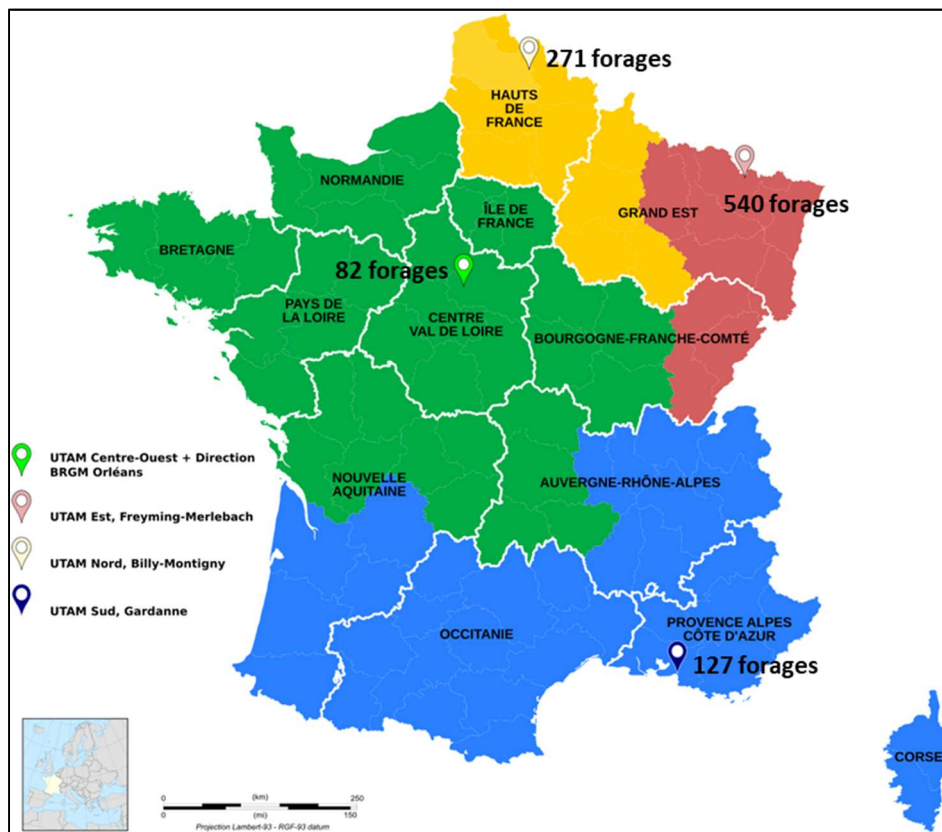 271 forages
HAUTS
DE
FRANCE
NORMANDIE
540 forages
ÎLE DE
FRANCE
GRAND EST
BRETAGNE
82 forages
PAYS DE
LA LOIRE
CENTRE
VAL DE LOIRE
BOURGOGNE-FRANCHE-COMTÉ
UTAM Centre-Ouest + Direction
BRGM Orléans
NOUVELLE
AQUITAINE
AUVERGNE-RHÔNE-ALPES
UTAM Est, Freyming-Merlebach
UTAM Nord, Billy-Montigny
UTAM Sud, Gardanne
OCCITANIE
PROVENCE ALPES
CÔTE D'AZUR
127 forages
CORSE
(km)
0 250
0 150
(mi)
Projection Lambert-93 - RGF-93 datum